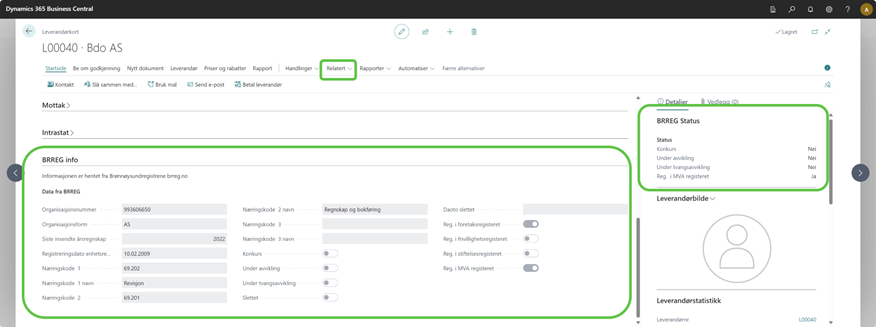 Dynamics 365 Business Central
A
Leverandørkort
Lagret
L00040 · Bdo AS
Startside Be om godkjenning Nytt dokument Leverandør Priser og rabatter Rapport Handlinger Relatert Rapporter Automatiser Færre alternativer
Kontakt Slå sammen med... Bruk mal Send e-post Betal leverandør
Mottak
Intrastat
BRREG info
Informasjonen er hentet fra Brønnøysundregistrene brreg.no
Data fra BRREG
Organisasjonsnummer 993606650
Organisasjonsform AS
Siste innsendte årsregnskap 2022
Registreringsdato enhetsre... 10.02.2009
Næringskode 1 69.202
Næringskode 1 navn Revisjon
Næringskode 2 69.201
Næringskode 2 navn Regnskap og bokføring
Næringskode 3
Næringskode 3 navn
Konkurs
Under avvikling
Under tvangsavvikling
Slettet
Daoto slettet
Reg. i foretaksregisteret
Reg. i frivillighetsregisteret
Reg. i stiftelsesregisteret
Reg. i MVA registeret
Detaljer Vedlegg (0)
BRREG Status
Status
Konkurs Nei
Under avvikling Nei
Under tvangsavvikling Nei
Reg. i MVA registeret Ja
Leverandørbilde
Leverandørstatistikk
Leverandørnr. L00040